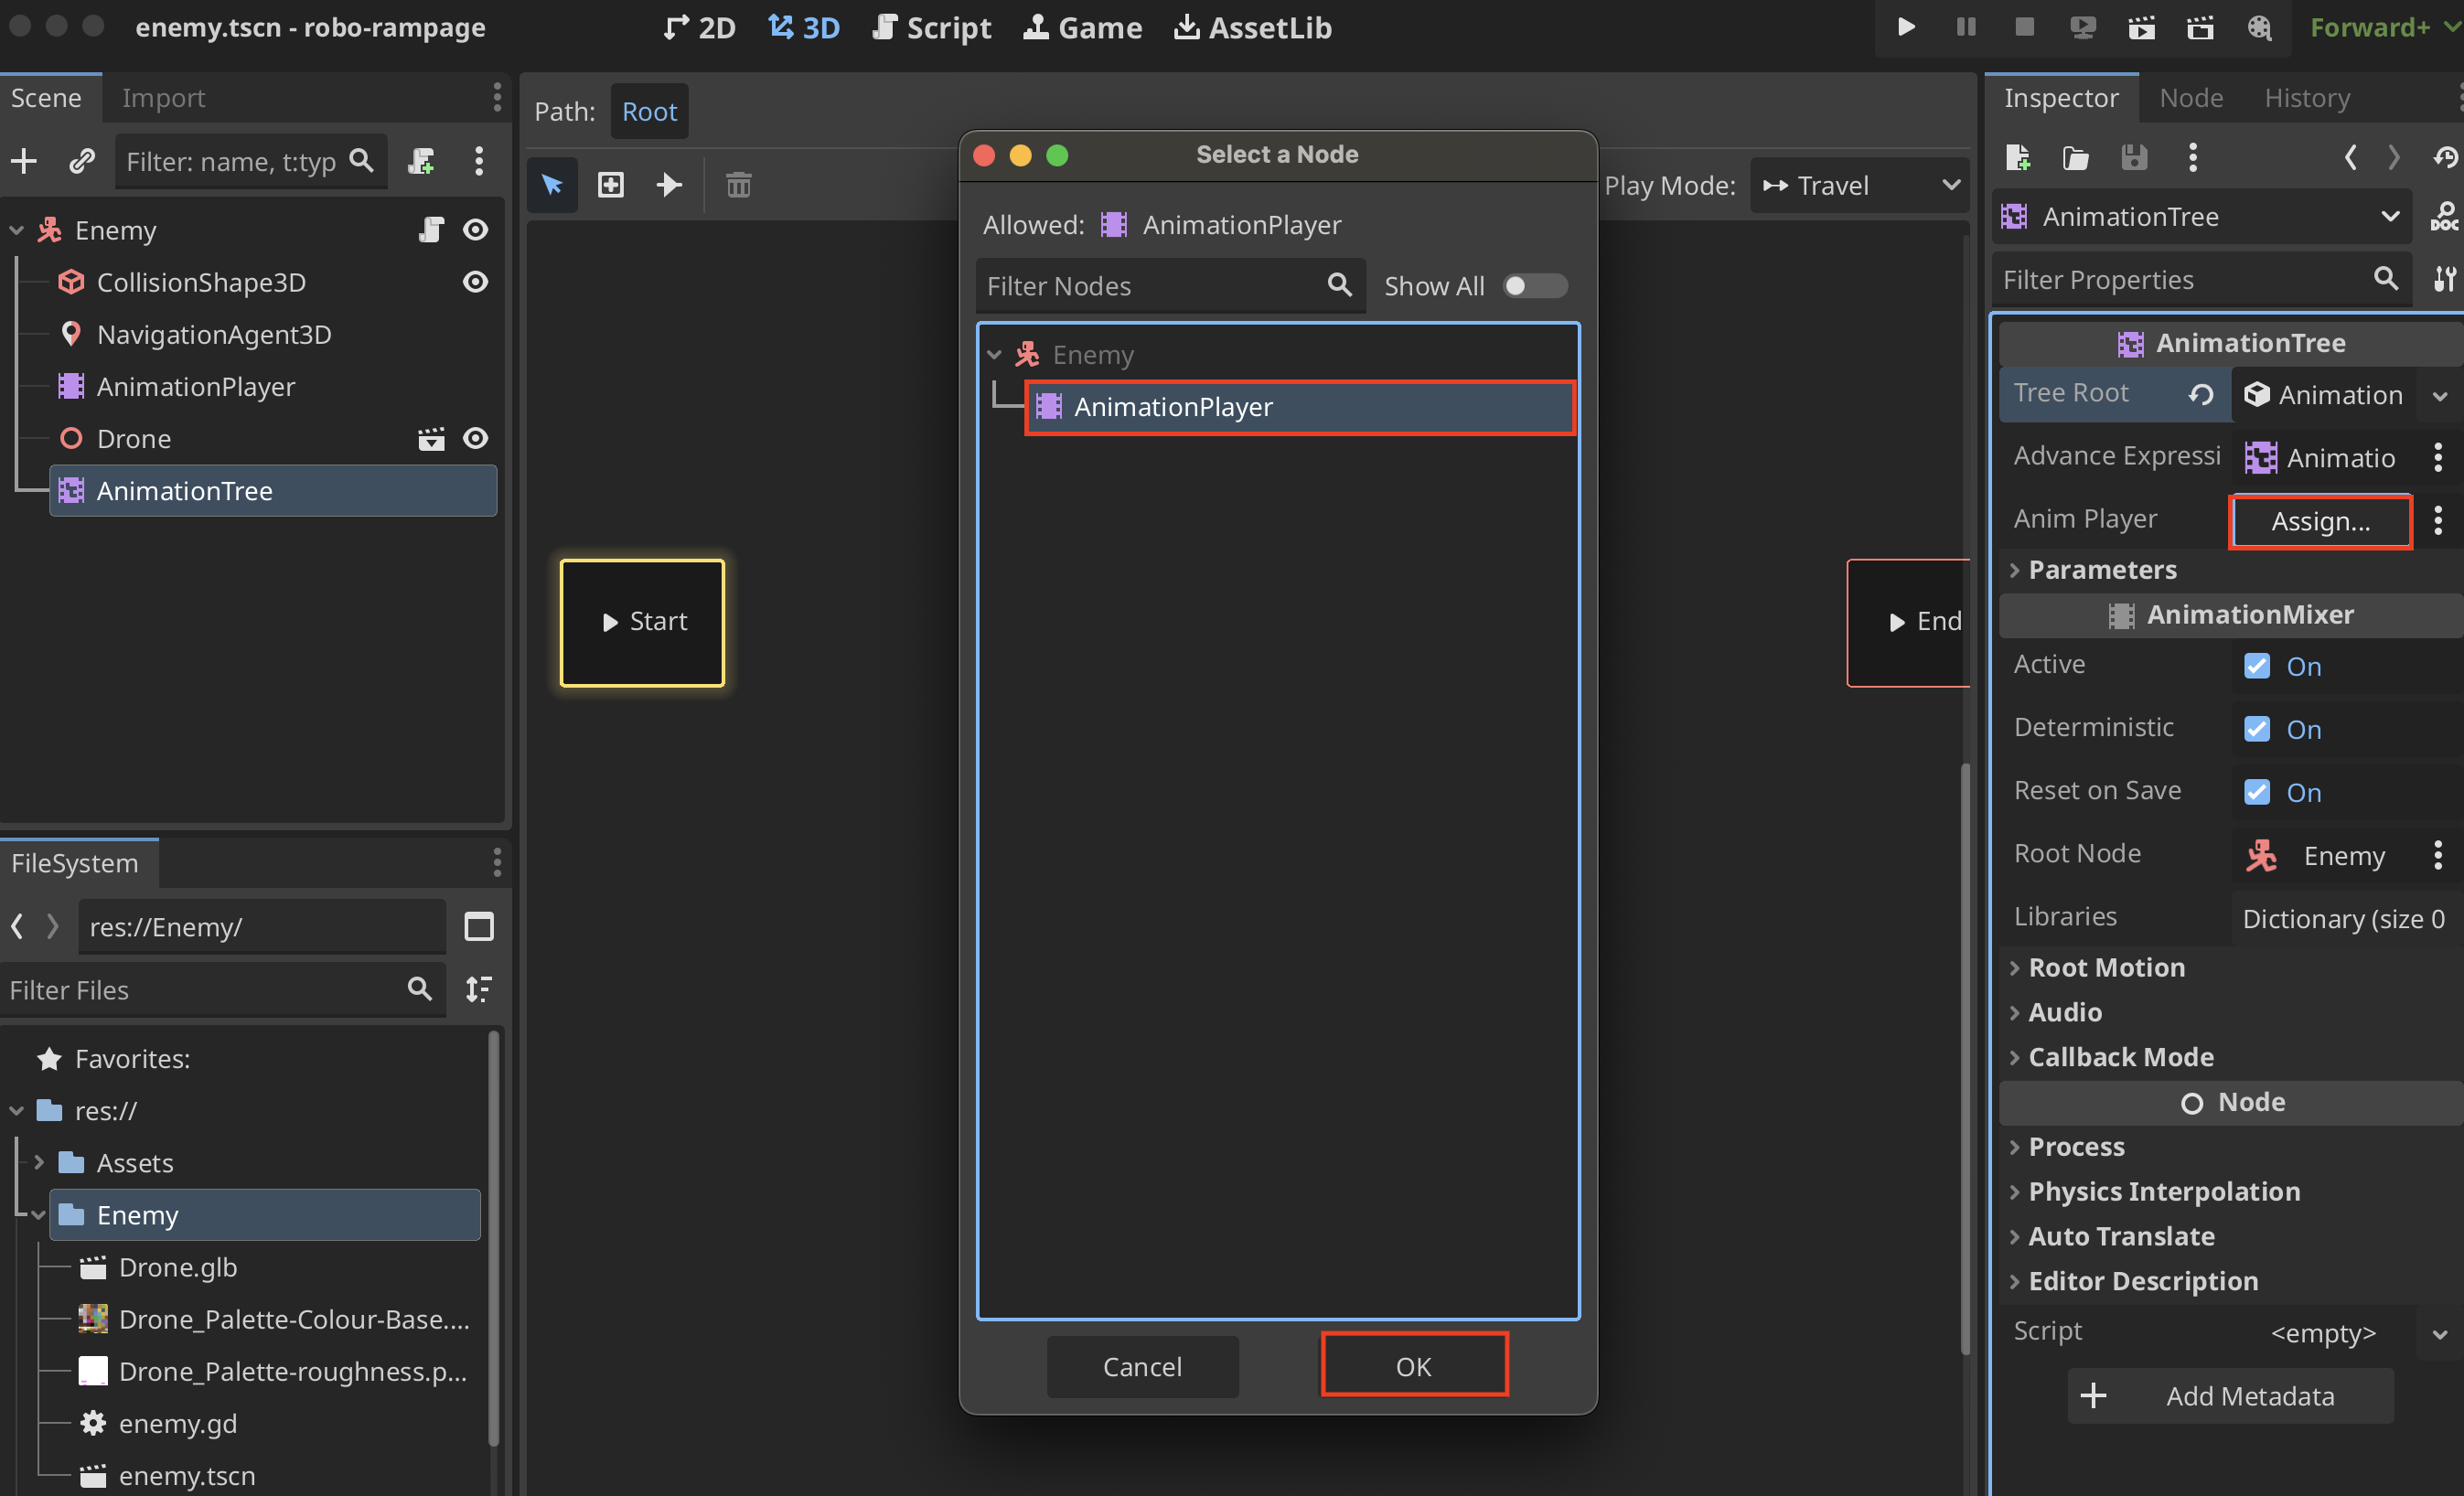 enemy.tscn - robo-rampage
2D
3D
Script
Game
AssetLib
Forward+
Scene
Import
Filter: name, t:typ
Enemy
CollisionShape3D
NavigationAgent3D
AnimationPlayer
Drone
AnimationTree
FileSystem
res://Enemy/
Filter Files
Favorites:
res://
Assets
Enemy
Drone.glb
Drone_Palette-Colour-Base....
Drone_Palette-roughness.p...
enemy.gd
enemy.tscn
Path:
Root
Play Mode:
Travel
Start
End
Select a Node
Allowed:
AnimationPlayer
Filter Nodes
Show All
Enemy
AnimationPlayer
Cancel
OK
Inspector
Node
History
AnimationTree
DOC
Filter Properties
AnimationTree
Tree Root
Animation
Advance Expressi
Animatio
Anim Player
Assign...
Parameters
AnimationMixer
Active
On
Deterministic
On
Reset on Save
On
Root Node
Enemy
Libraries
Dictionary (size 0
Root Motion
Audio
Callback Mode
Node
Process
Physics Interpolation
Auto Translate
Editor Description
Script
<empty>
Add Metadata